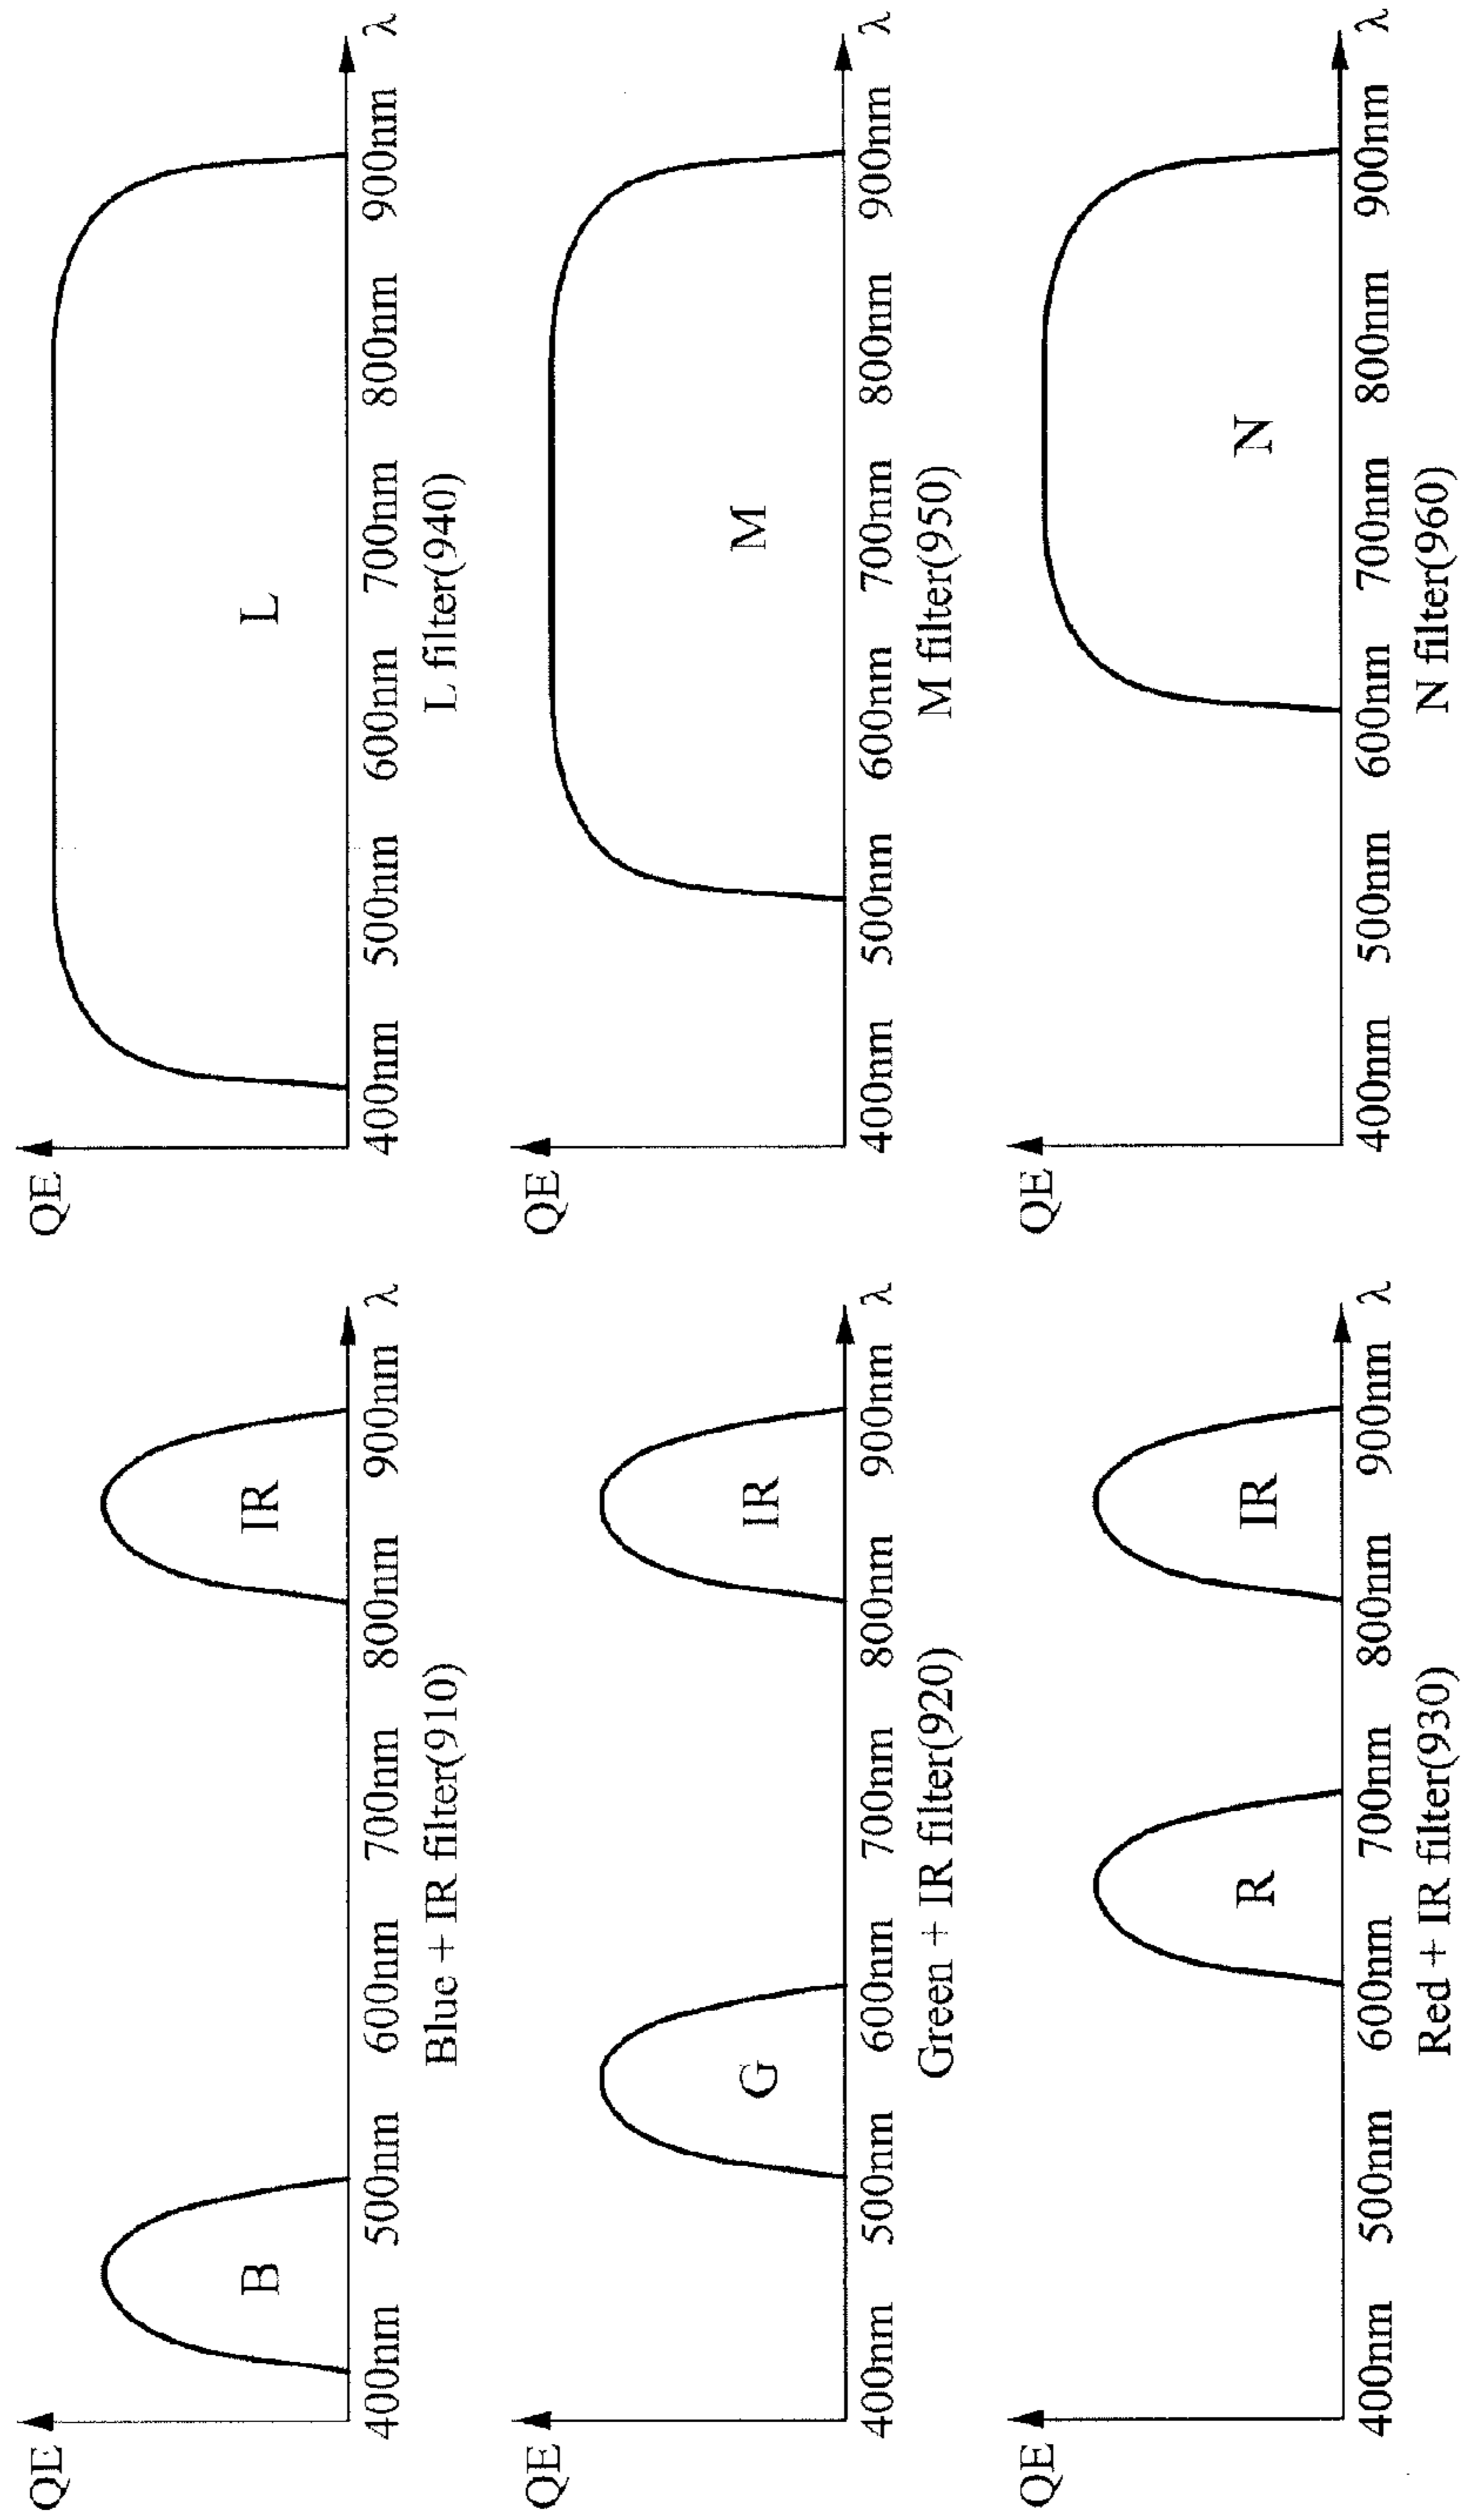 QE
B
IR
400nm 500nm 600nm 700nm 800nm 900nm λ
Blue + IR filter(910)
QE
L
400nm 500nm 600nm 700nm 800nm 900nm λ
L filter(940)
QE
G
IR
400nm 500nm 600nm 700nm 800nm 900nm λ
Green + IR filter(920)
QE
M
400nm 500nm 600nm 700nm 800nm 900nm λ
M filter(950)
QE
R
IR
400nm 500nm 600nm 700nm 800nm 900nm λ
Red + IR filter(930)
QE
N
400nm 500nm 600nm 700nm 800nm 900nm λ
N filter(960)